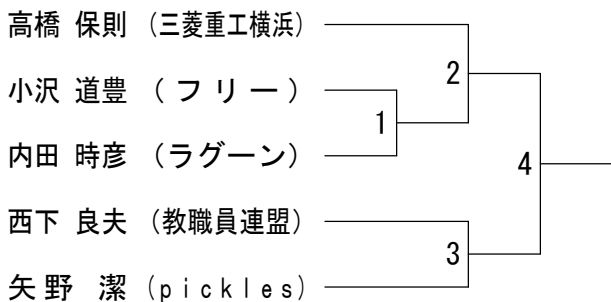 高橋 保則 （三菱重工横浜）
2
小沢 道豊 （ フ リ ー ）
1
内田 時彦 （ラグーン）
4
西下 良夫 （教職員連盟）
3
矢野 潔 （pickles）